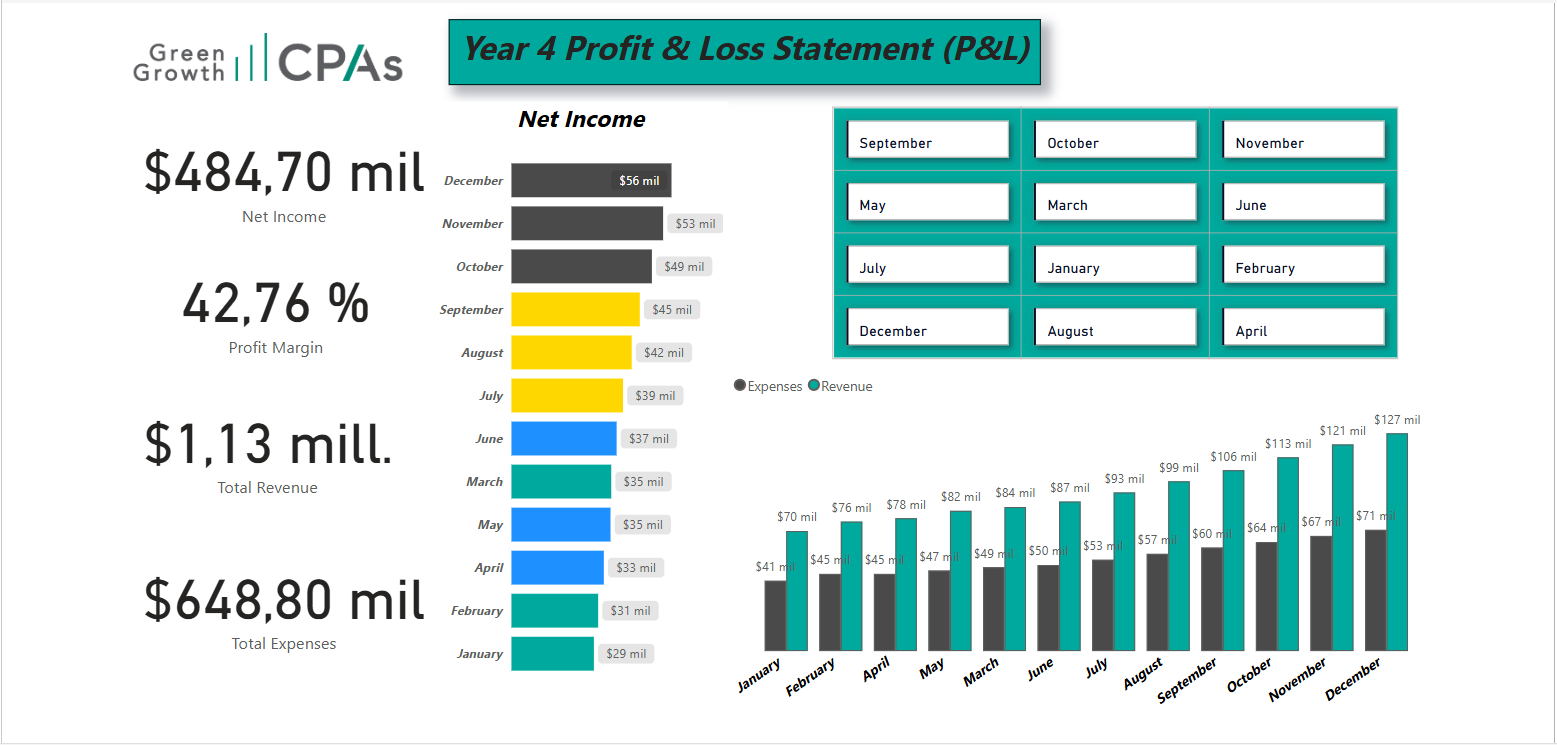 Green
Growth
CPAs
Year 4 Profit & Loss Statement (P&L)
$484,70 mil
Net Income
42,76 %
Profit Margin
$1,13 mill.
Total Revenue
$648,80 mil
Total Expenses
Net Income
December $56 mil
November $53 mil
October $49 mil
September $45 mil
August $42 mil
July $39 mil
June $37 mil
March $35 mil
May $35 mil
April $33 mil
February $31 mil
January $29 mil
September October November
May March June
July January February
December August April
Expenses Revenue
$70 mil $76 mil $78 mil $82 mil $84 mil $87 mil $93 mil $99 mil $106 mil $113 mil $121 mil $127 mil
$41 mil $45 mil $45 mil $47 mil $49 mil $50 mil $53 mil $57 mil $60 mil $64 mil $67 mil $71 mil
January February April May March June July August September October November December